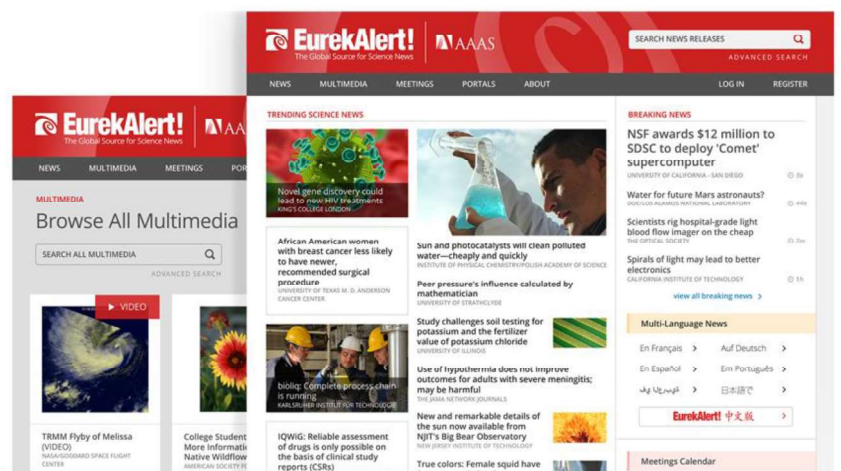 EurekAlert!
The Global Source for Science News
AAAS
SEARCH NEWS RELEASES
ADVANCED SEARCH
NEWS
MULTIMEDIA
MEETINGS
PORTALS
ABOUT
LOG IN
REGISTER
TRENDING SCIENCE NEWS
Novel gene discovery could
lead to new HIV treatments
KING'S COLLEGE LONDON
African American women
with breast cancer less likely
to have newer,
recommended surgical
procedure
UNIVERSITY OF TEXAS M. D. ANDERSON
CANCER CENTER
bioliq: Complete process chain
is running
KARLSRUHER INSTITUT FÜR TECHNOLOGIE
IQWiG: Reliable assessment
of drugs is only possible on
the basis of clinical study
reports (CSRs)
Sun and photocatalysts will clean polluted
water—cheaply and quickly
INSTITUTE OF PHYSICAL CHEMISTRY/POLISH ACADEMY OF SCIENCE
Peer pressure's influence calculated by
mathematician
UNIVERSITY OF STRATHCLYDE
Study challenges soil testing for
potassium and the fertilizer
value of potassium chloride
UNIVERSITY OF ILLINOIS
Use of hypothermia does not improve
outcomes for adults with severe meningitis;
may be harmful
THE JAMA NETWORK JOURNALS
New and remarkable details of
the sun now available from
NJIT's Big Bear Observatory
NEW JERSEY INSTITUTE OF TECHNOLOGY
True colors: Female squid have
BREAKING NEWS
NSF awards $12 million to
SDSC to deploy 'Comet'
supercomputer
UNIVERSITY OF CALIFORNIA - SAN DIEGO
Water for future Mars astronauts?
DOE/LOS ALAMOS NATIONAL LABORATORY
Scientists rig hospital-grade light
blood flow imager on the cheap
THE OPTICAL SOCIETY
Spirals of light may lead to better
electronics
CALIFORNIA INSTITUTE OF TECHNOLOGY
view all breaking news >
Multi-Language
News
En Français >
Auf Deutsch >
En Español >
Em Português >
日本語で >
EurekAlert! 中文版 >
Meetings Calendar
EurekAlert!
The Global Source for Science News
AA
NEWS
MULTIMEDIA
MEETINGS
POR
MULTIMEDIA
Browse All Multimedia
SEARCH ALL MULTIMEDIA
ADVANCED SEARCH
VIDEO
TRMM Flyby of Melissa
(VIDEO)
NASA/GODDARD SPACE FLIGHT
CENTER
College Student
More Informati
Native Wildflow
AMERICAN SOCIETY F